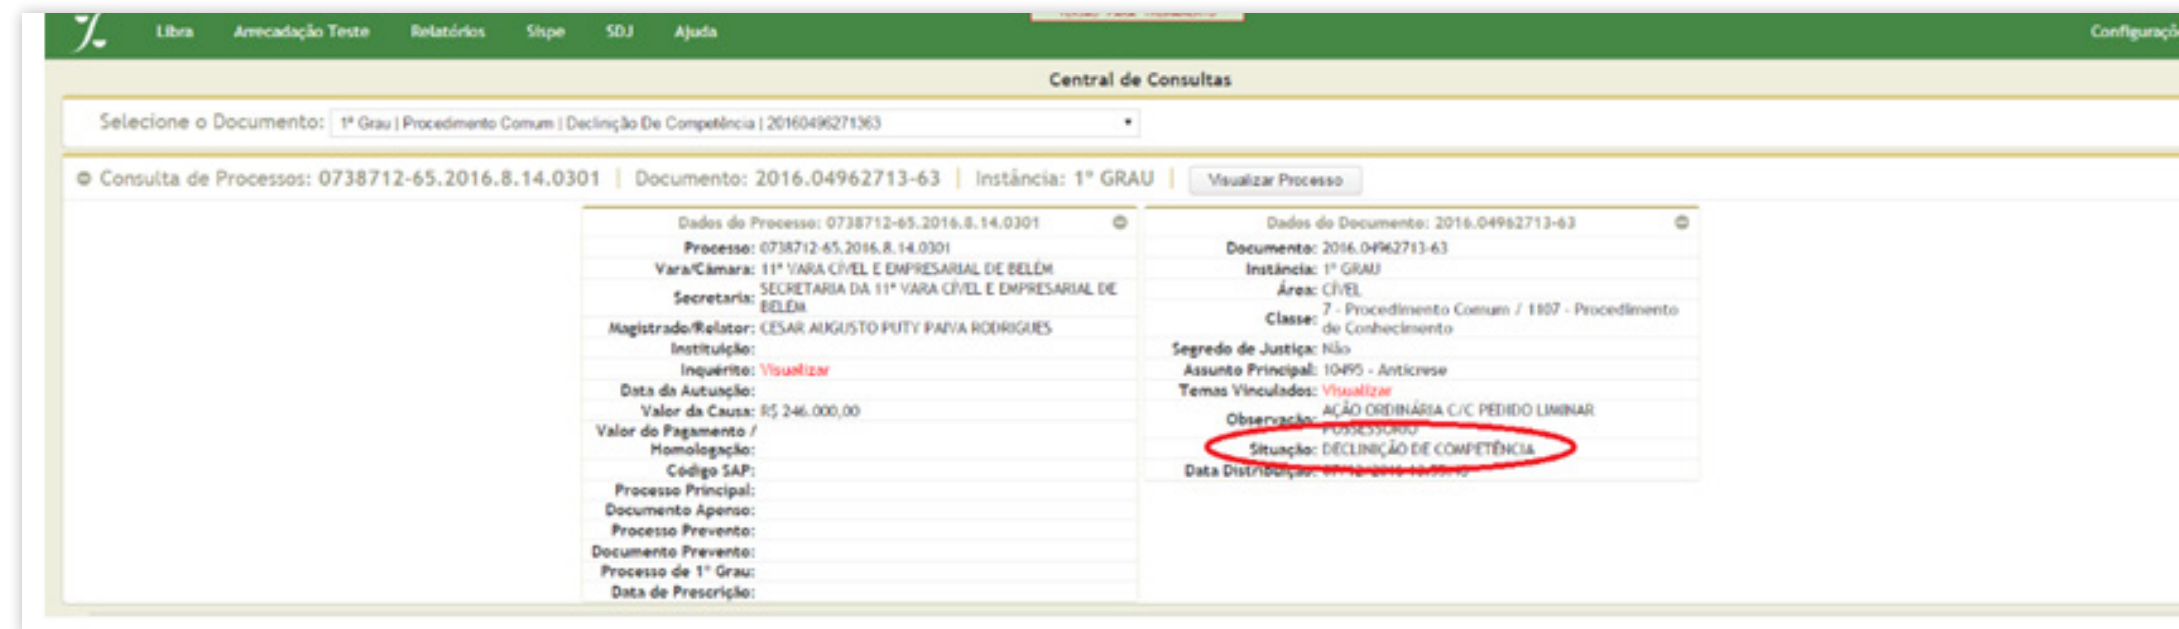 Libra Arrecadação Teste Relatórios Sispe SDJ Ajuda
Central de Consultas
Selecione o Documento: 1ª Grau | Procedimento Comum | Declinição De Competência | 20160496271363
Consulta de Processos: 0738712-65.2016.8.14.0301 | Documento: 2016.04962713-63 | Instância: 1º GRAU | Visualizar Processo
Dados do Processo: 0738712-65.2016.8.14.0301
Processo: 0738712-65.2016.8.14.0301
Vara/Câmara: 11ª VARA CÍVEL E EMPRESARIAL DE BELÉM
Secretaria: SECRETARIA DA 11ª VARA CÍVEL E EMPRESARIAL DE
BELÉM
Magistrado/Relator: CESAR AUGUSTO PUTY PAIVA RODRIGUES
Instituição:
Inquérito: Visualizar
Data da Autuação:
Valor da Causa: R$ 246.000,00
Valor do Pagamento /
Homologação:
Código SAP:
Processo Principal:
Documento Apenso:
Processo Prevento:
Documento Prevento:
Processo de 1º Grau:
Data de Prescrição:
Dados do Documento: 2016.04962713-63
Documento: 2016.04962713-63
Instância: 1º GRAU
Área: CÍVEL
Classe: 7 - Procedimento Comum / 1107 - Procedimento
de Conhecimento
Segredo de Justiça: Não
Assunto Principal: 10495 - Anticrese
Temas Vinculados: Visualizar
Observação: AÇÃO ORDINÁRIA C/C PEDIDO LIMINAR
POSSESSÓRIO
Situação: DECLINIÇÃO DE COMPETÊNCIA
Data Distribuição: